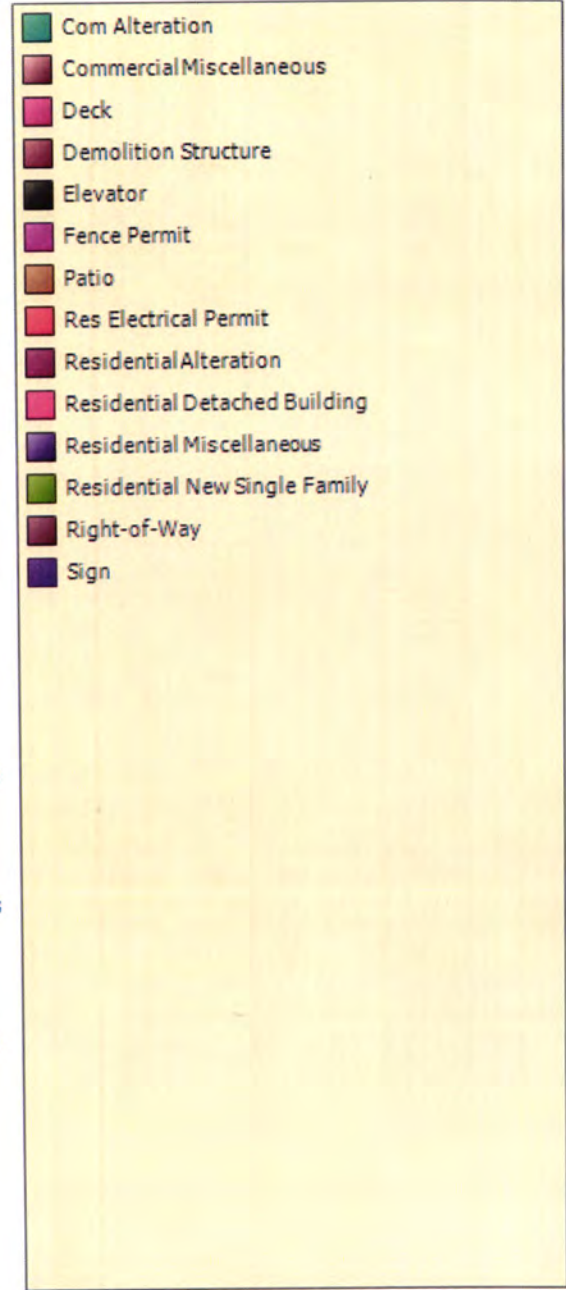 Com Alteration
Commercial Miscellaneous
Deck
Demolition Structure
Elevator
Fence Permit
Patio
Res Electrical Permit
Residential Alteration
Residential Detached Building
Residential Miscellaneous
Residential New Single Family
Right-of-Way
Sign